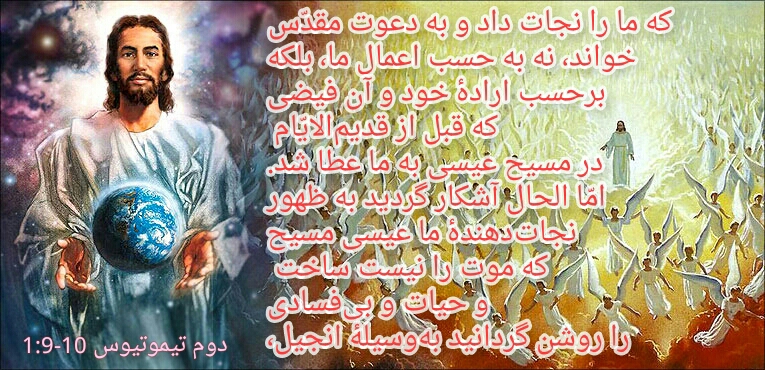 که ما را نجات داد و به دعوت مقدّس
خواند، نه به حسب اعمال ما، بلکه
برحسب ارادهٔ خود و آن فیضی
که قبل از قدیم‌الایّام
در مسیح عیسی به ما عطا شد.
امّا الحال آشکار گردید به ظهور
نجات‌دهندهٔ ما عیسی مسیح
که موت را نیست ساخت
و حیات و بی‌فسادی
را روشن گردانید به‌وسیلهٔ انجیل،
دوم تیموتیوس 10-1:9